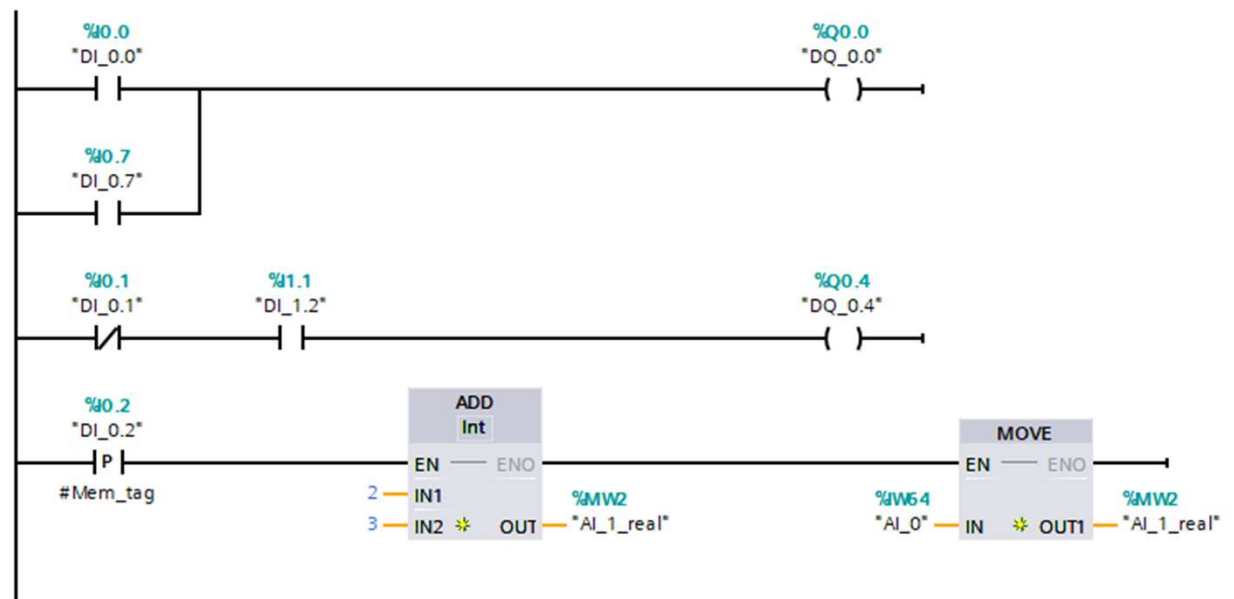 %I0.0 %Q0.0
"DI_0.0" "DQ_0.0"
%I0.7
"DI_0.7"
%I0.1 %I1.1 %Q0.4
"DI_0.1" "DI_1.2" "DQ_0.4"
%I0.2
"DI_0.2"
P
#Mem_tag
ADD
Int
EN ENO
2 IN1
3 IN2 OUT
%MW2
"AI_1_real"
MOVE
EN ENO
%IW64
"AI_0" IN OUT1
%MW2
"AI_1_real"